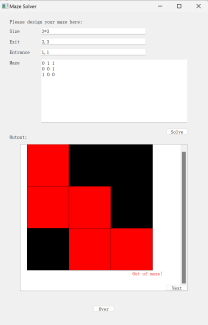 Maze Solver
Please design your maze here:
Size 3*3
Exit 3,3
Entrance 1,1
Maze 0 1 1
0 0 1
1 0 0
Solve
Output:
Out of maze!
Next
Over